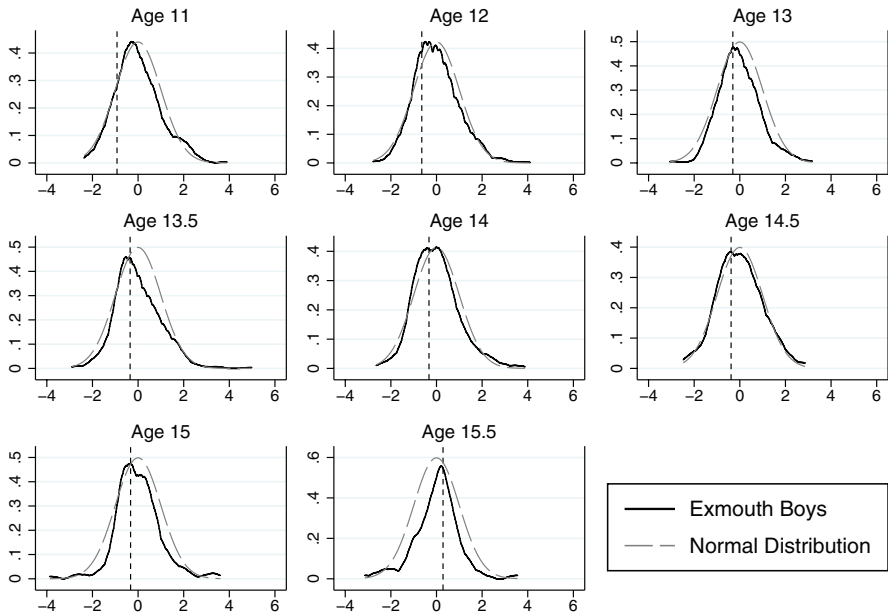 Age 11
.4
.3
.2
.1
0
−4 −2 0 2 4 6
Age 12
.4
.3
.2
.1
0
−4 −2 0 2 4 6
Age 13
.5
.4
.3
.2
.1
0
−4 −2 0 2 4 6
Age 13.5
.5
.4
.3
.2
.1
0
−4 −2 0 2 4 6
Age 14
.4
.3
.2
.1
0
−4 −2 0 2 4 6
Age 14.5
.4
.3
.2
.1
0
−4 −2 0 2 4 6
Age 15
.5
.4
.3
.2
.1
0
−4 −2 0 2 4 6
Age 15.5
.6
.4
.2
0
−4 −2 0 2 4 6
Exmouth Boys
Normal Distribution